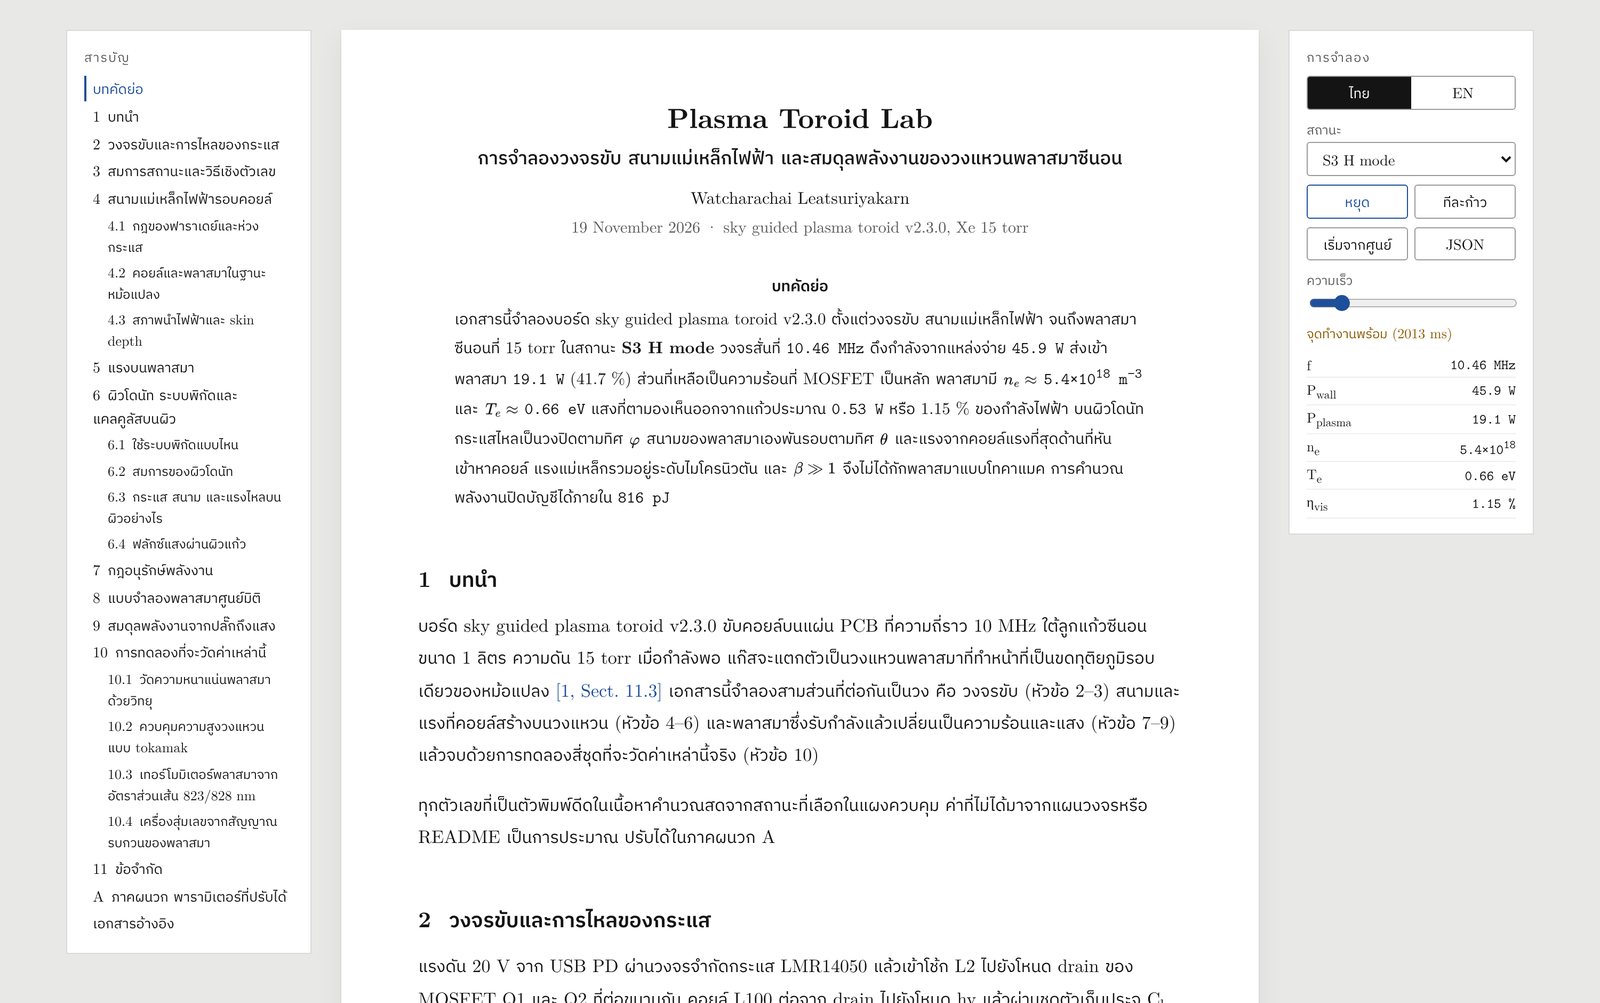 สารบัญ
บทคัดย่อ
1 บทนำ
2 วงจรขับและการไหลของกระแส
3 สมการสถานะและวิธีเชิงตัวเลข
4 สนามแม่เหล็กไฟฟ้ารอบคอยล์
4.1 กฎของฟาราเดย์และห่วง
กระแส
4.2 คอยล์และพลาสมาในฐานะ
หม้อแปลง
4.3 สภาพนำไฟฟ้าและ skin
depth
5 แรงบนพลาสมา
6 ผิวโดนัท ระบบพิกัดและ
แคลคูลัสบนผิว
6.1 ใช้ระบบพิกัดแบบไหน
6.2 สมการของผิวโดนัท
6.3 กระแส สนาม และแรงไหลบน
ผิวอย่างไร
6.4 ฟลักซ์แสงผ่านผิวแก้ว
7 กฎอนุรักษ์พลังงาน
8 แบบจำลองพลาสมาศูนย์มิติ
9 สมดุลพลังงานจากปลั๊กถึงแสง
10 การทดลองที่จะวัดค่าเหล่านี้
10.1 วัดความหนาแน่นพลาสมา
ด้วยวิทยุ
10.2 ควบคุมความสูงวงแหวน
แบบ tokamak
10.3 เทอร์โมมิเตอร์พลาสมาจาก
อัตราส่วนเส้น 823/828 nm
10.4 เครื่องสุ่มเลขจากสัญญาณ
รบกวนของพลาสมา
11 ข้อจำกัด
A ภาคผนวก พารามิเตอร์ที่ปรับได้
เอกสารอ้างอิง
Plasma Toroid Lab
การจำลองวงจรขับ สนามแม่เหล็กไฟฟ้า และสมดุลพลังงานของวงแหวนพลาสมาซีนอน
Watcharachai Leatsuriyakarn
19 November 2026 · sky guided plasma toroid v2.3.0, Xe 15 torr
บทคัดย่อ
เอกสารนี้จำลองบอร์ด sky guided plasma toroid v2.3.0 ตั้งแต่วงจรขับ สนามแม่เหล็กไฟฟ้า จนถึงพลาสมา
ซีนอนที่ 15 torr ในสถานะ S3 H mode วงจรสั่นที่ 10.46 MHz ดึงกำลังจากแหล่งจ่าย 45.9 W ส่งเข้า
พลาสมา 19.1 W (41.7 %) ส่วนที่เหลือเป็นความร้อนที่ MOSFET เป็นหลัก พลาสมามี nₑ ≈ 5.4×10¹⁸ m⁻³
และ Tₑ ≈ 0.66 eV แสงที่ตามองเห็นออกจากแก้วประมาณ 0.53 W หรือ 1.15 % ของกำลังไฟฟ้า บนผิวโดนัท
กระแสไหลเป็นวงปิดตามทิศ φ สนามของพลาสมาเองพันรอบตามทิศ θ และแรงจากคอยล์แรงที่สุดด้านที่หัน
เข้าหาคอยล์ แรงแม่เหล็กรวมอยู่ระดับไมโครนิวตัน และ β ≫ 1 จึงไม่ได้กักพลาสมาแบบโทคาแมค การคำนวณ
พลังงานปิดบัญชีได้ภายใน 816 pJ
1 บทนำ
บอร์ด sky guided plasma toroid v2.3.0 ขับคอยล์บนแผ่น PCB ที่ความถี่ราว 10 MHz ใต้ลูกแก้วซีนอน
ขนาด 1 ลิตร ความดัน 15 torr เมื่อกำลังพอ แก๊สจะแตกตัวเป็นวงแหวนพลาสมาที่ทำหน้าที่เป็นขดทุติยภูมิรอบ
เดียวของหม้อแปลง [1, Sect. 11.3] เอกสารนี้จำลองสามส่วนที่ต่อกันเป็นวง คือ วงจรขับ (หัวข้อ 2–3) สนามและ
แรงที่คอยล์สร้างบนวงแหวน (หัวข้อ 4–6) และพลาสมาซึ่งรับกำลังแล้วเปลี่ยนเป็นความร้อนและแสง (หัวข้อ 7–9)
แล้วจบด้วยการทดลองสี่ชุดที่จะวัดค่าเหล่านี้จริง (หัวข้อ 10)
ทุกตัวเลขที่เป็นตัวพิมพ์ดีดในเนื้อหาคำนวณสดจากสถานะที่เลือกในแผงควบคุม ค่าที่ไม่ได้มาจากแผนวงจรหรือ
README เป็นการประมาณ ปรับได้ในภาคผนวก A
2 วงจรขับและการไหลของกระแส
แรงดัน 20 V จาก USB PD ผ่านวงจรจำกัดกระแส LMR14050 แล้วเข้าโช้ก L2 ไปยังโหนด drain ของ
MOSFET Q1 และ Q2 ที่ต่อขนานกัน คอยล์ L100 ต่อจาก drain ไปยังโหนด hv แล้วผ่านชุดตัวเก็บประจุ
การจำลอง
ไทย
EN
สถานะ
S3 H mode
หยุด
ทีละก้าว
เริ่มจากศูนย์
JSON
ความเร็ว
จุดทำงานพร้อม (2013 ms)
f 10.46 MHz
P_wall 45.9 W
P_plasma 19.1 W
nₑ 5.4×10¹⁸
Tₑ 0.66 eV
η_vis 1.15 %